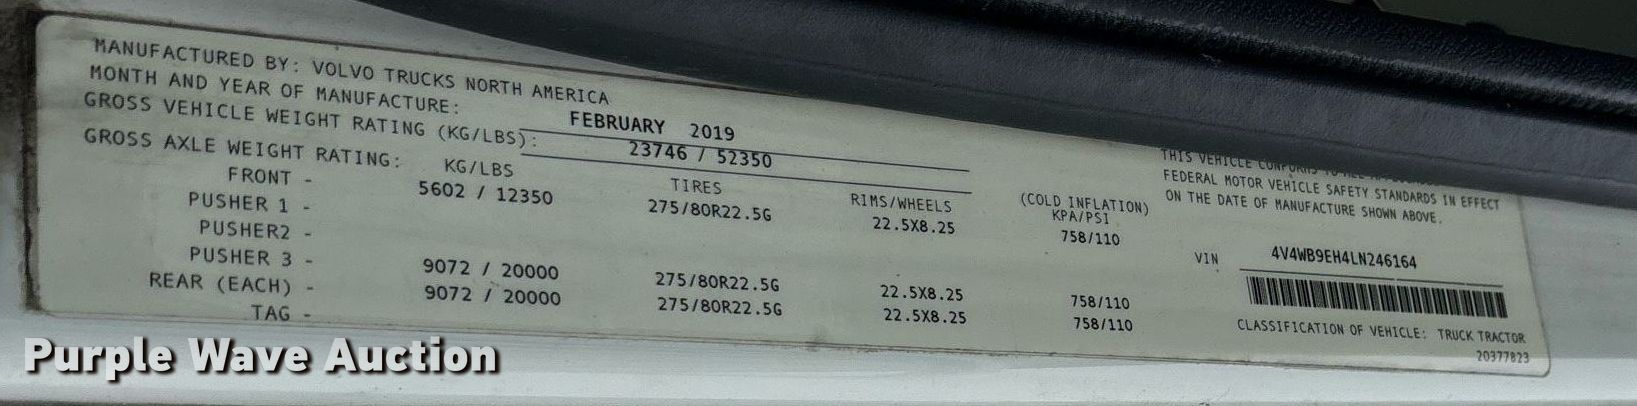 MANUFACTURED BY: VOLVO TRUCKS NORTH AMERICA
MONTH AND YEAR OF MANUFACTURE: FEBRUARY 2019
GROSS VEHICLE WEIGHT RATING (KG/LBS): 23746 / 52350
GROSS AXLE WEIGHT RATING: KG/LBS TIRES RIMS/WHEELS (COLD INFLATION) KPA/PSI
FRONT - 5602 / 12350 275/80R22.5G 22.5X8.25 758/110
PUSHER 1 -
PUSHER2 -
PUSHER 3 - 9072 / 20000 275/80R22.5G 22.5X8.25 758/110
REAR (EACH) - 9072 / 20000 275/80R22.5G 22.5X8.25 758/110
TAG -
THIS VEHICLE CONFORMS TO ALL
FEDERAL MOTOR VEHICLE SAFETY STANDARDS IN EFFECT
ON THE DATE OF MANUFACTURE SHOWN ABOVE.
VIN 4V4WB9EH4LN246164
CLASSIFICATION OF VEHICLE: TRUCK TRACTOR
20377823
Purple Wave Auction